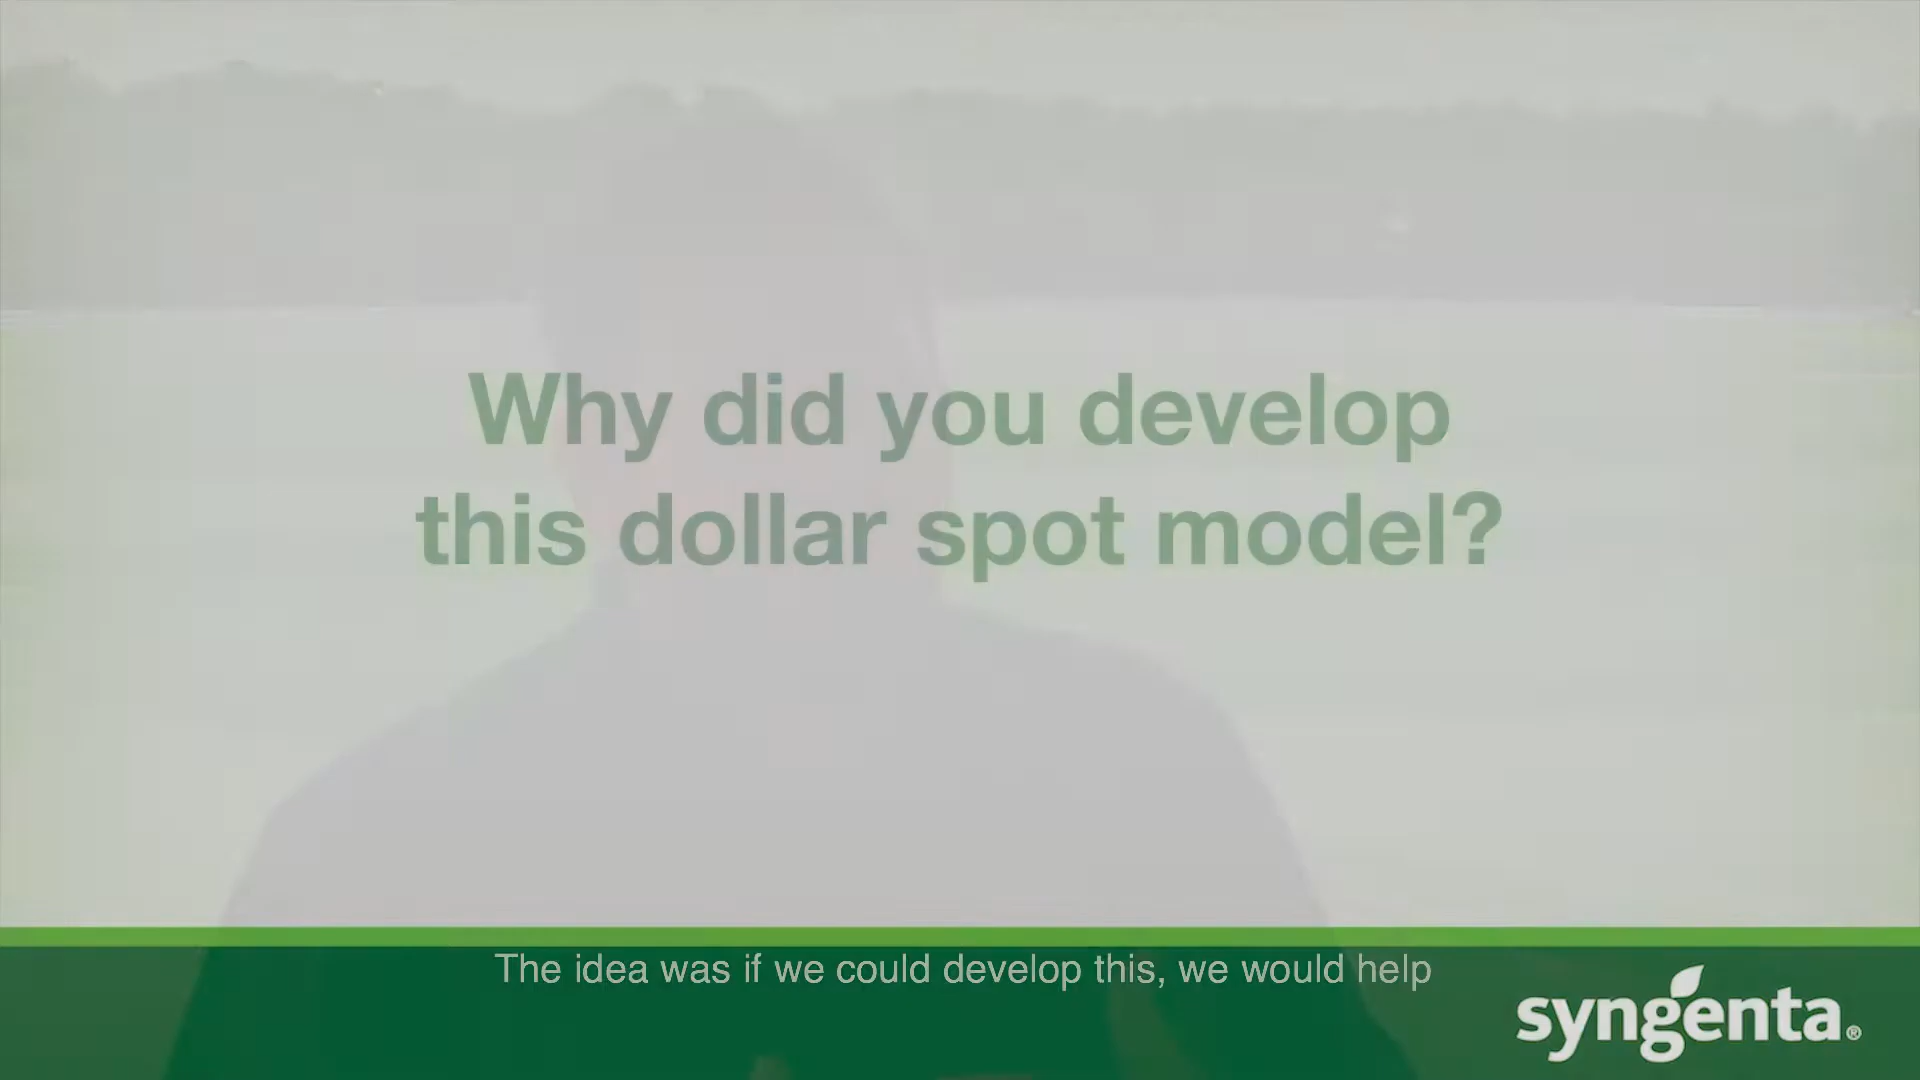 Why did you develop
this dollar spot model?
The idea was if we could develop this, we would help
syngenta®